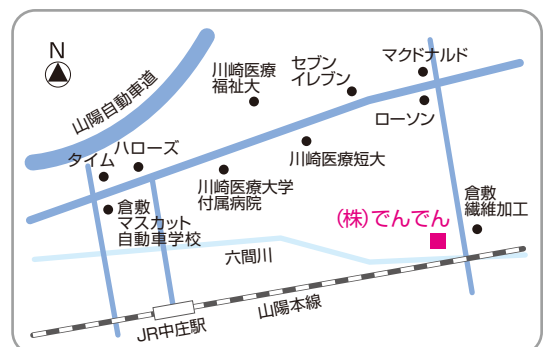 N
山陽自動車道
川崎医療
福祉大
セブン
イレブン
マクドナルド
ローソン
タイム
ハローズ
川崎医療短大
川崎医療大学
付属病院
倉敷
マスカット
自動車学校
(株)でんでん
倉敷
繊維加工
六間川
JR中庄駅
山陽本線